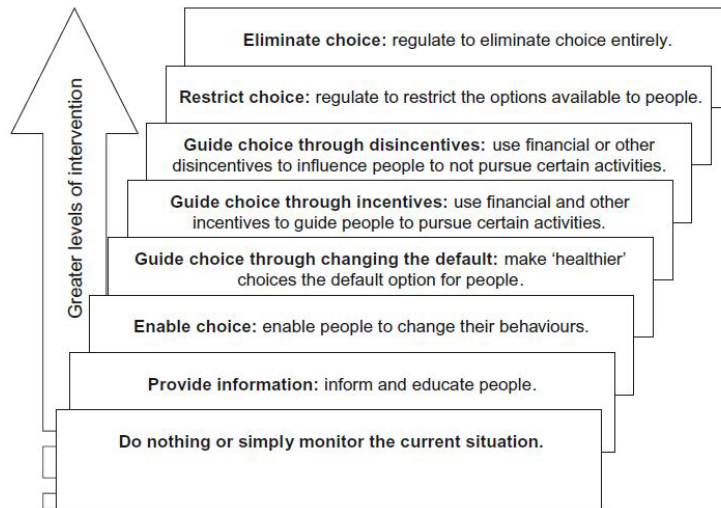 Eliminate choice: regulate to eliminate choice entirely.
Restrict choice: regulate to restrict the options available to people.
Guide choice through disincentives: use financial or other
disincentives to influence people to not pursue certain activities.
Guide choice through incentives: use financial and other
incentives to guide people to pursue certain activities.
Guide choice through changing the default: make ‘healthier’
choices the default option for people.
Enable choice: enable people to change their behaviours.
Provide information: inform and educate people.
Do nothing or simply monitor the current situation.
Greater levels of intervention